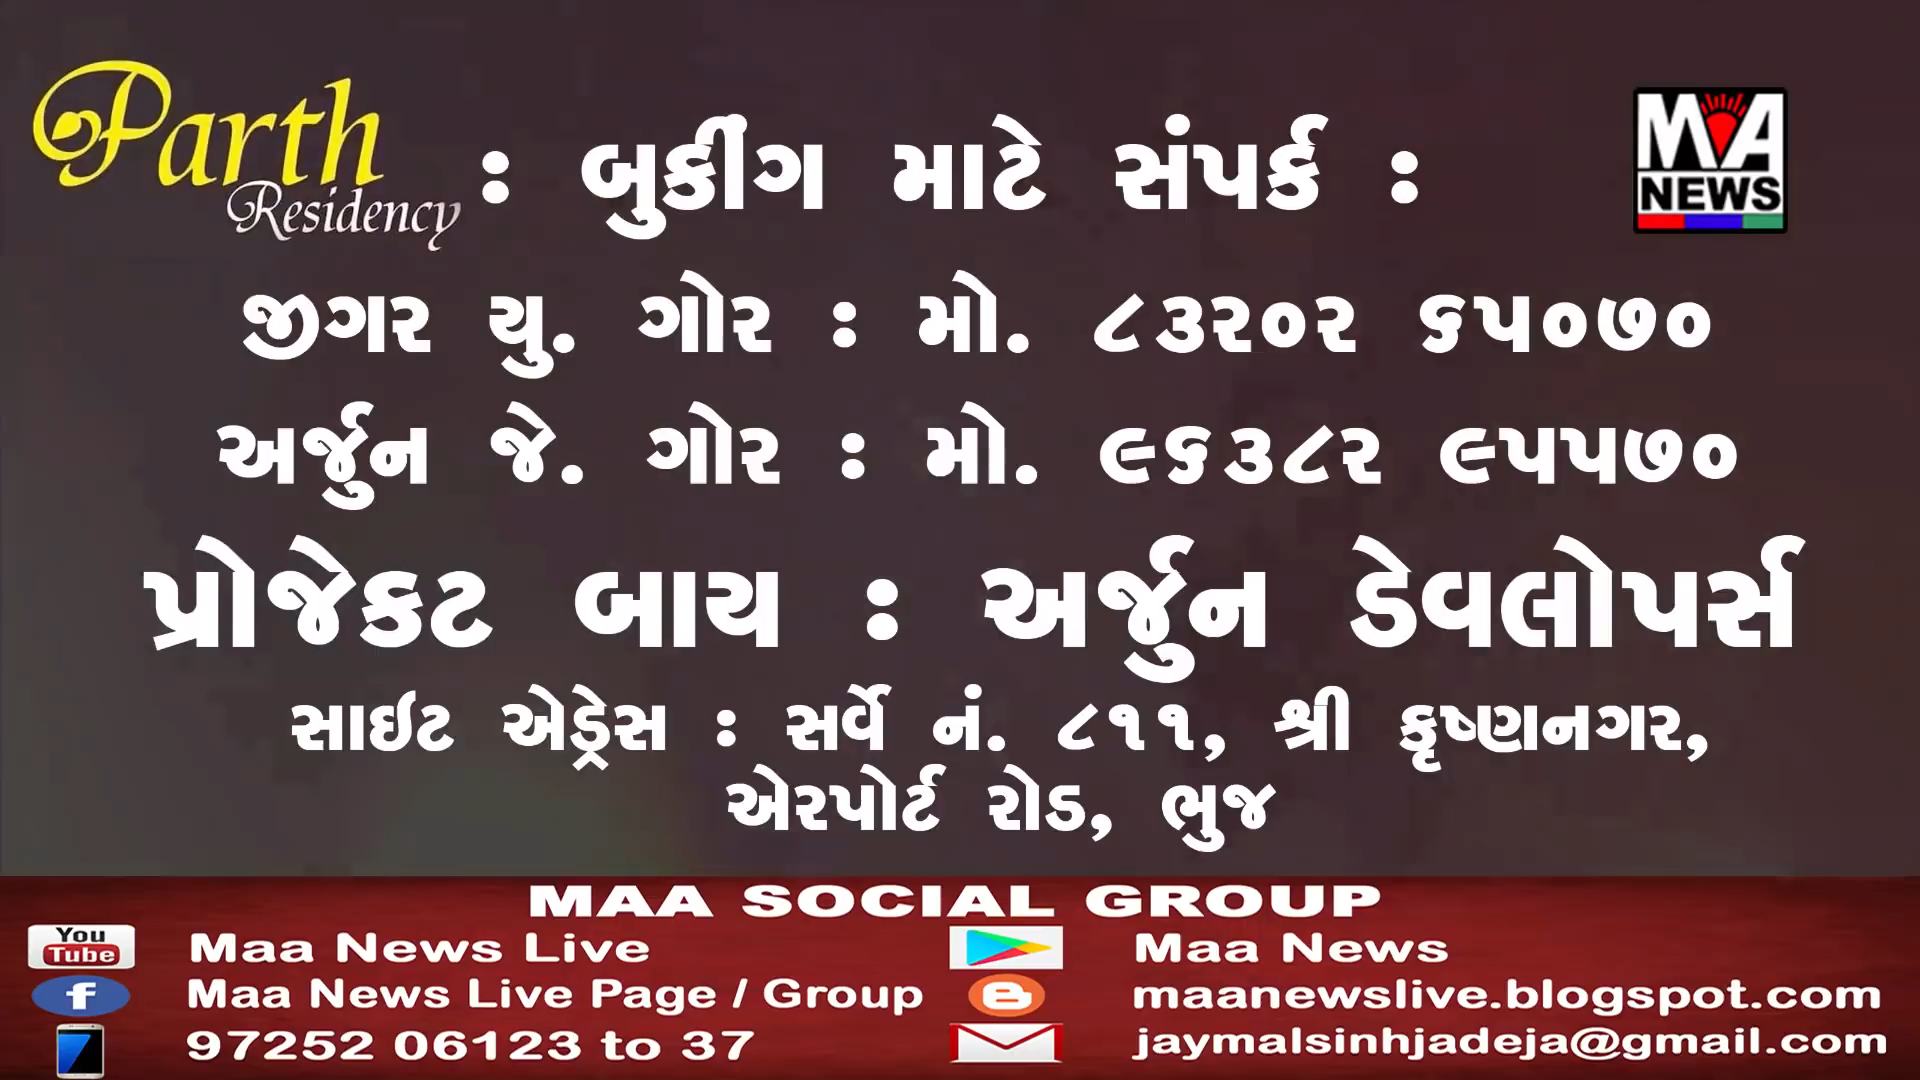 Parth
Residency
: બુકીંગ માટે સંપર્ક :
MAA
NEWS
જીગર યુ. ગોર : મો. ૮૩૨૦૨ ૬૫૦૭૦
અર્જુન જે. ગોર : મો. ૯૬૩૮૨ ૯૫૫૭૦
પ્રોજેકટ બાય : અર્જુન ડેવલોપર્સ
સાઇટ એડ્રેસ : સર્વે નં. ૮૧૧, શ્રી કૃષ્ણનગર,
એરપોર્ટ રોડ, ભુજ
MAA SOCIAL GROUP
You Tube Maa News Live
Maa News
f Maa News Live Page / Group
maanewslive.blogspot.com
97252 06123 to 37
jaymalsinhjadeja@gmail.com